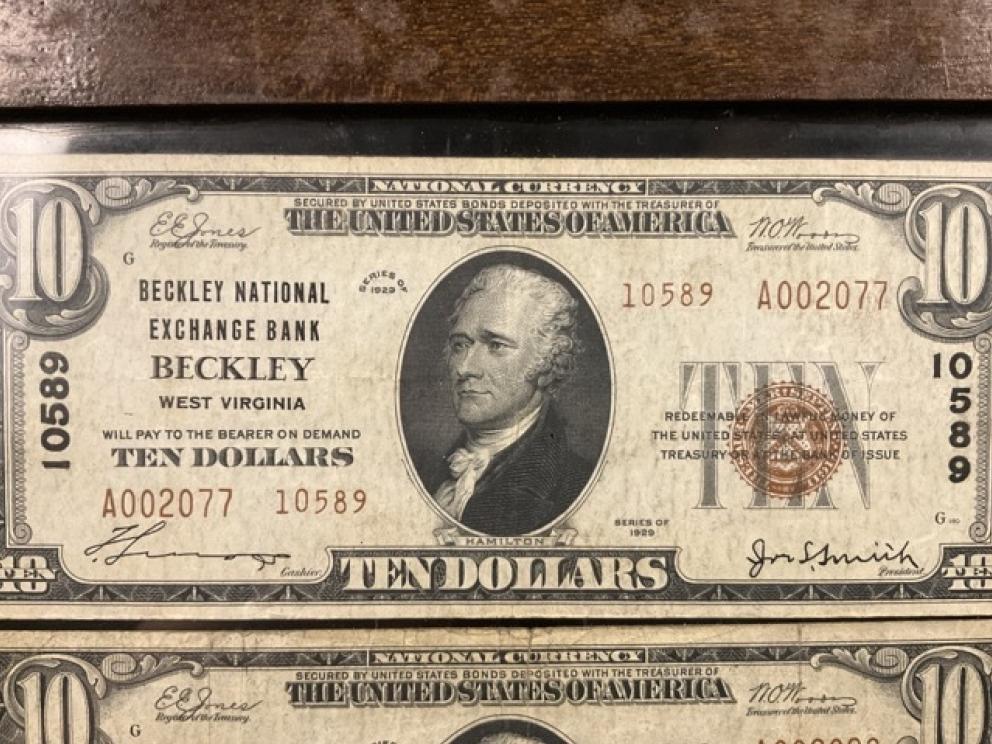 NATIONAL CURRENCY
SECURED BY UNITED STATES BONDS DEPOSITED WITH THE TREASURER OF
THE UNITED STATES OF AMERICA
10
10
E E Jones
Register of the Treasury.
W.O. Woods
Treasurer of the United States.
G
BECKLEY NATIONAL
EXCHANGE BANK
BECKLEY
WEST VIRGINIA
WILL PAY TO THE BEARER ON DEMAND
TEN DOLLARS
A002077 10589
SERIES OF
1929
10589 A002077
10589
10589
TEN
REDEEMABLE IN LAWFUL MONEY OF
THE UNITED STATES AT UNITED STATES
TREASURY OR AT THE BANK OF ISSUE
SERIES OF
1929
G
HAMILTON
Cashier.
Jos S Smith
President.
10
TEN
TEN DOLLARS
10
TEN
NATIONAL CURRENCY
SECURED BY UNITED STATES BONDS DEPOSITED WITH THE TREASURER OF
THE UNITED STATES OF AMERICA
10
10
E E Jones
Register of the Treasury.
W.O. Woods
Treasurer of the United States.
G